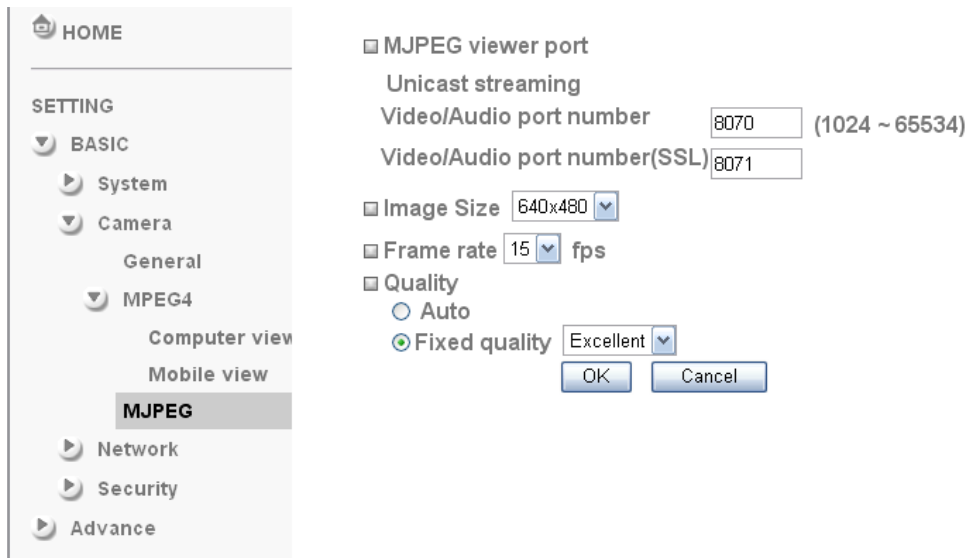 HOME
SETTING
BASIC
System
Camera
General
MPEG4
Computer view
Mobile view
MJPEG
Network
Security
Advance
MJPEG viewer port
Unicast streaming
Video/Audio port number 8070 (1024 ~ 65534)
Video/Audio port number(SSL) 8071
Image Size 640x480
Frame rate 15 fps
Quality
Auto
Fixed quality Excellent
OK Cancel